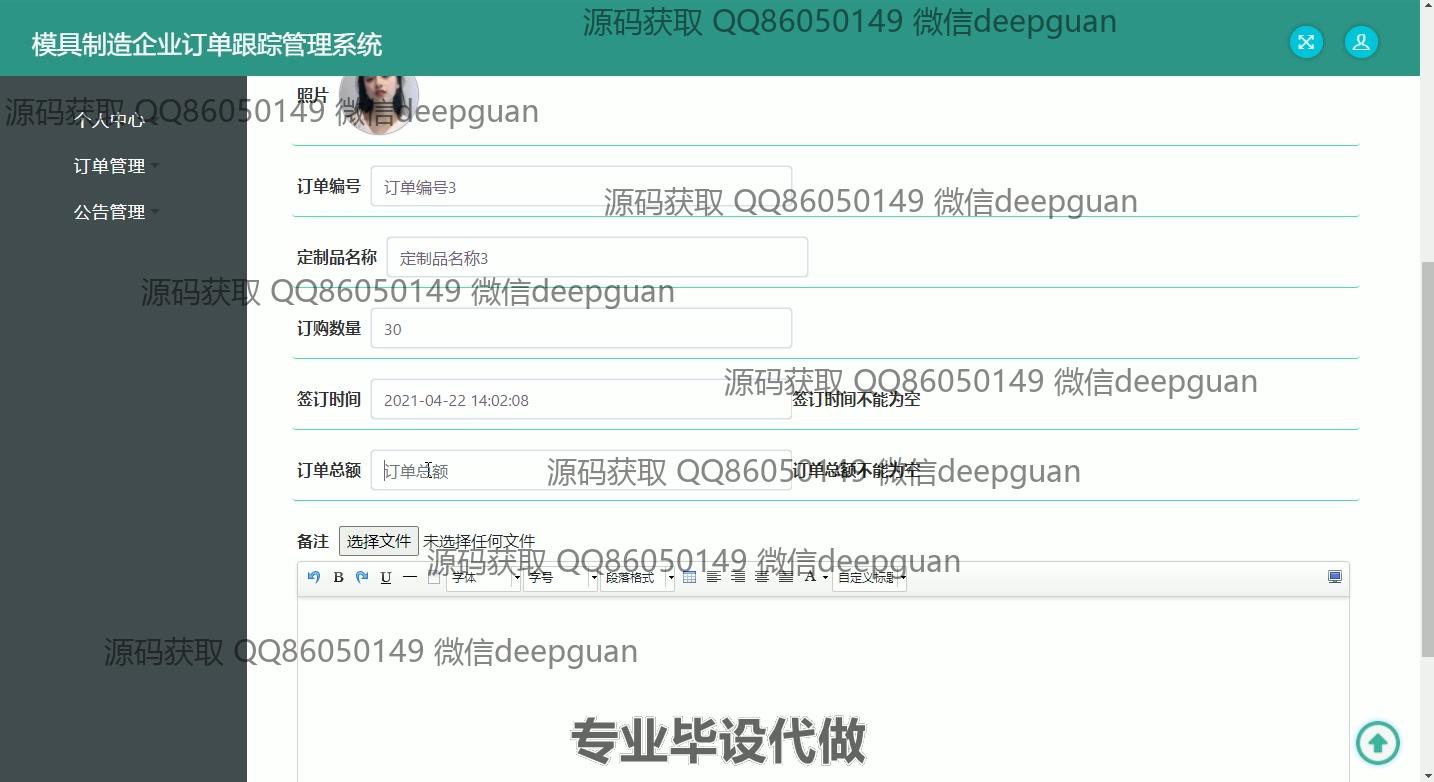 源码获取 QQ86050149 微信deepguan
模具制造企业订单跟踪管理系统
照片
源码获取 QQ86050149 微信deepguan
个人中心
订单管理
公告管理
订单编号 订单编号3
源码获取 QQ86050149 微信deepguan
定制品名称 定制品名称3
源码获取 QQ86050149 微信deepguan
订购数量 30
源码获取 QQ86050149 微信deepguan
签订时间 2021-04-22 14:02:08 签订时间不能为空
订单总额 订单总额 订单总额不能为空
源码获取 QQ86050149 微信deepguan
备注 选择文件 未选择任何文件
源码获取 QQ86050149 微信deepguan
B U 字体 字号 段落格式 A 自定义标题
源码获取 QQ86050149 微信deepguan
专业毕设代做